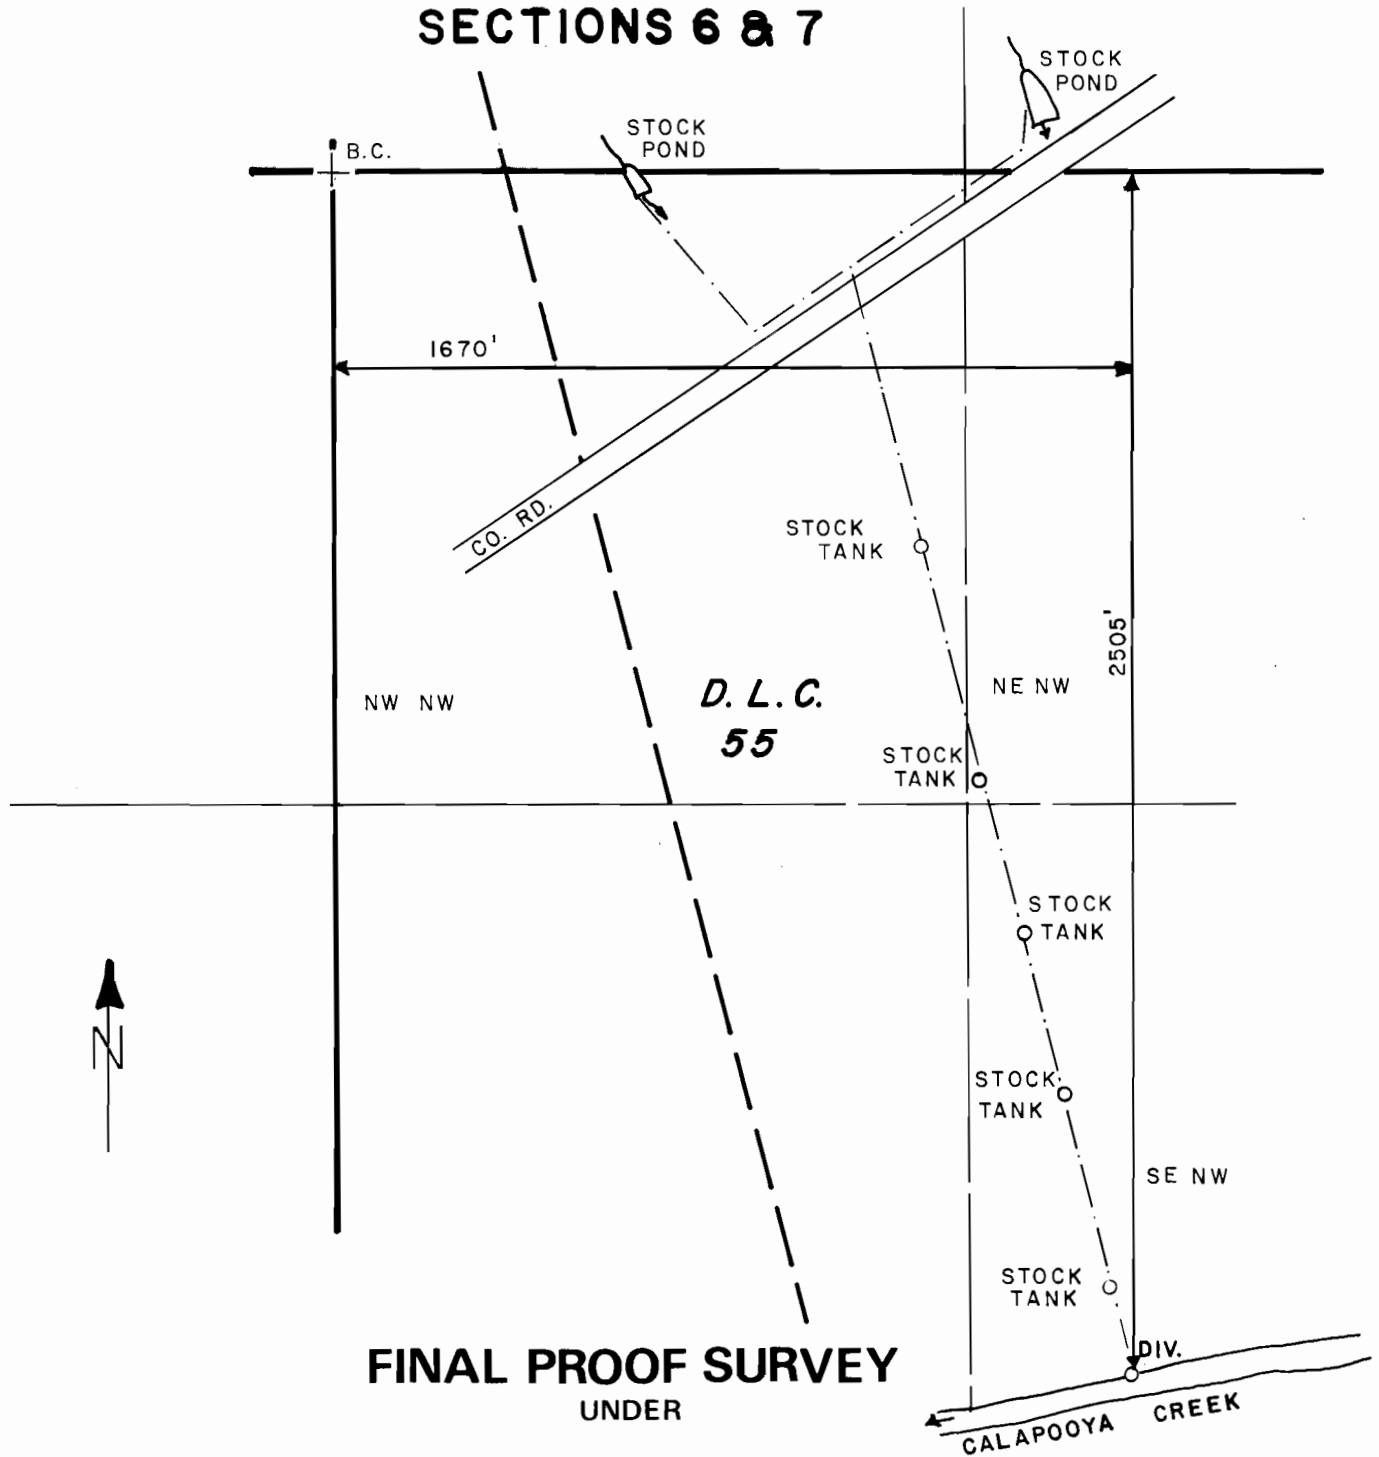 SECTIONS 6 & 7
STOCK
POND
STOCK
POND
B.C.
1670'
CO. RD.
STOCK
TANK
2505'
NE NW
D. L. C.
55
NW NW
STOCK
TANK
STOCK
TANK
N
STOCK
TANK
SE NW
STOCK
TANK
DIV.
FINAL PROOF SURVEY
UNDER
CALAPOOYA CREEK